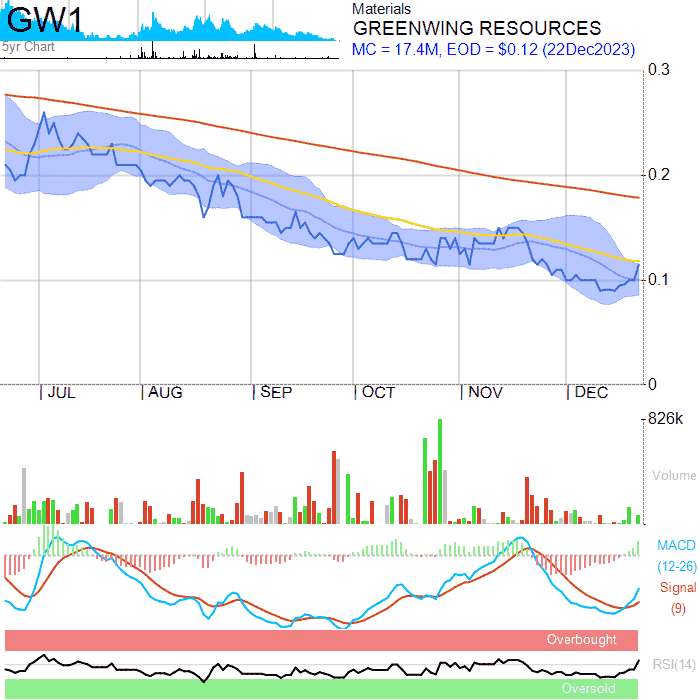 GW1
5yr Chart
Materials
GREENWING RESOURCES
MC = 17.4M, EOD = $0.12 (22Dec2023)
0.3
0.2
0.1
0
JUL AUG SEP OCT NOV DEC
826k
Volume
MACD
(12-26)
Signal
(9)
Overbought
RSI(14)
Oversold